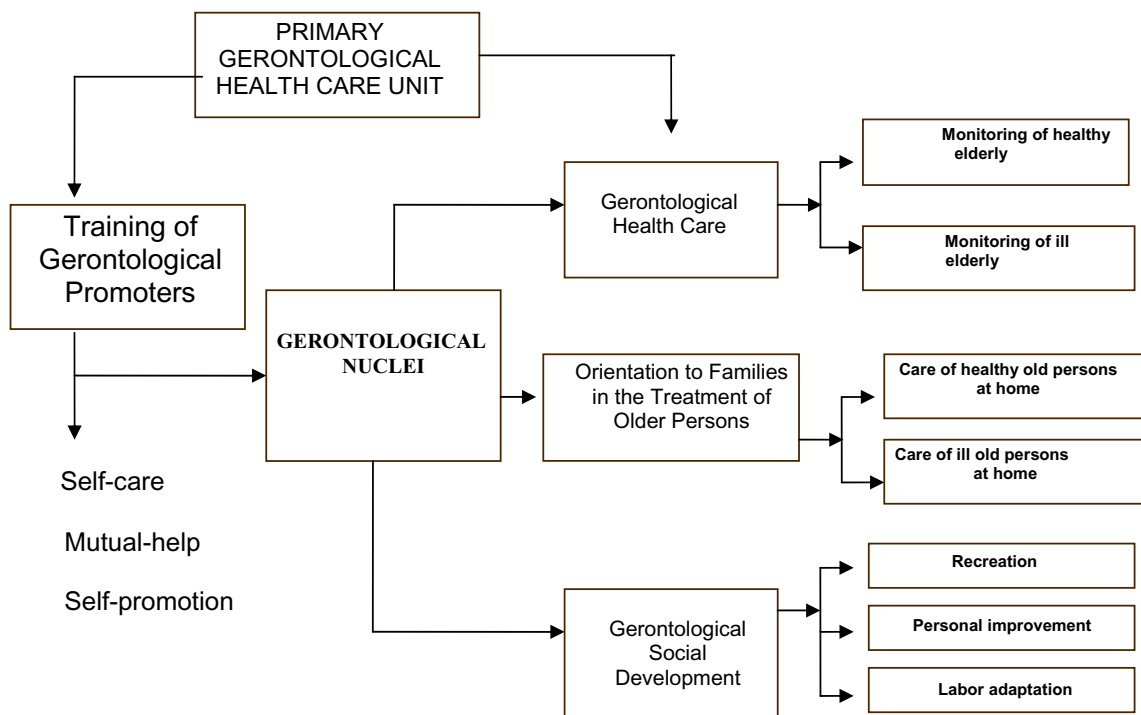 PRIMARY
GERONTOLOGICAL
HEALTH CARE UNIT
Training of
Gerontological
Promoters
Self-care
Mutual-help
Self-promotion
GERONTOLOGICAL
NUCLEI
Gerontological
Health Care
Monitoring of healthy
elderly
Monitoring of ill
elderly
Orientation to Families
in the Treatment of
Older Persons
Care of healthy old persons
at home
Care of ill old persons
at home
Gerontological
Social
Development
Recreation
Personal improvement
Labor adaptation